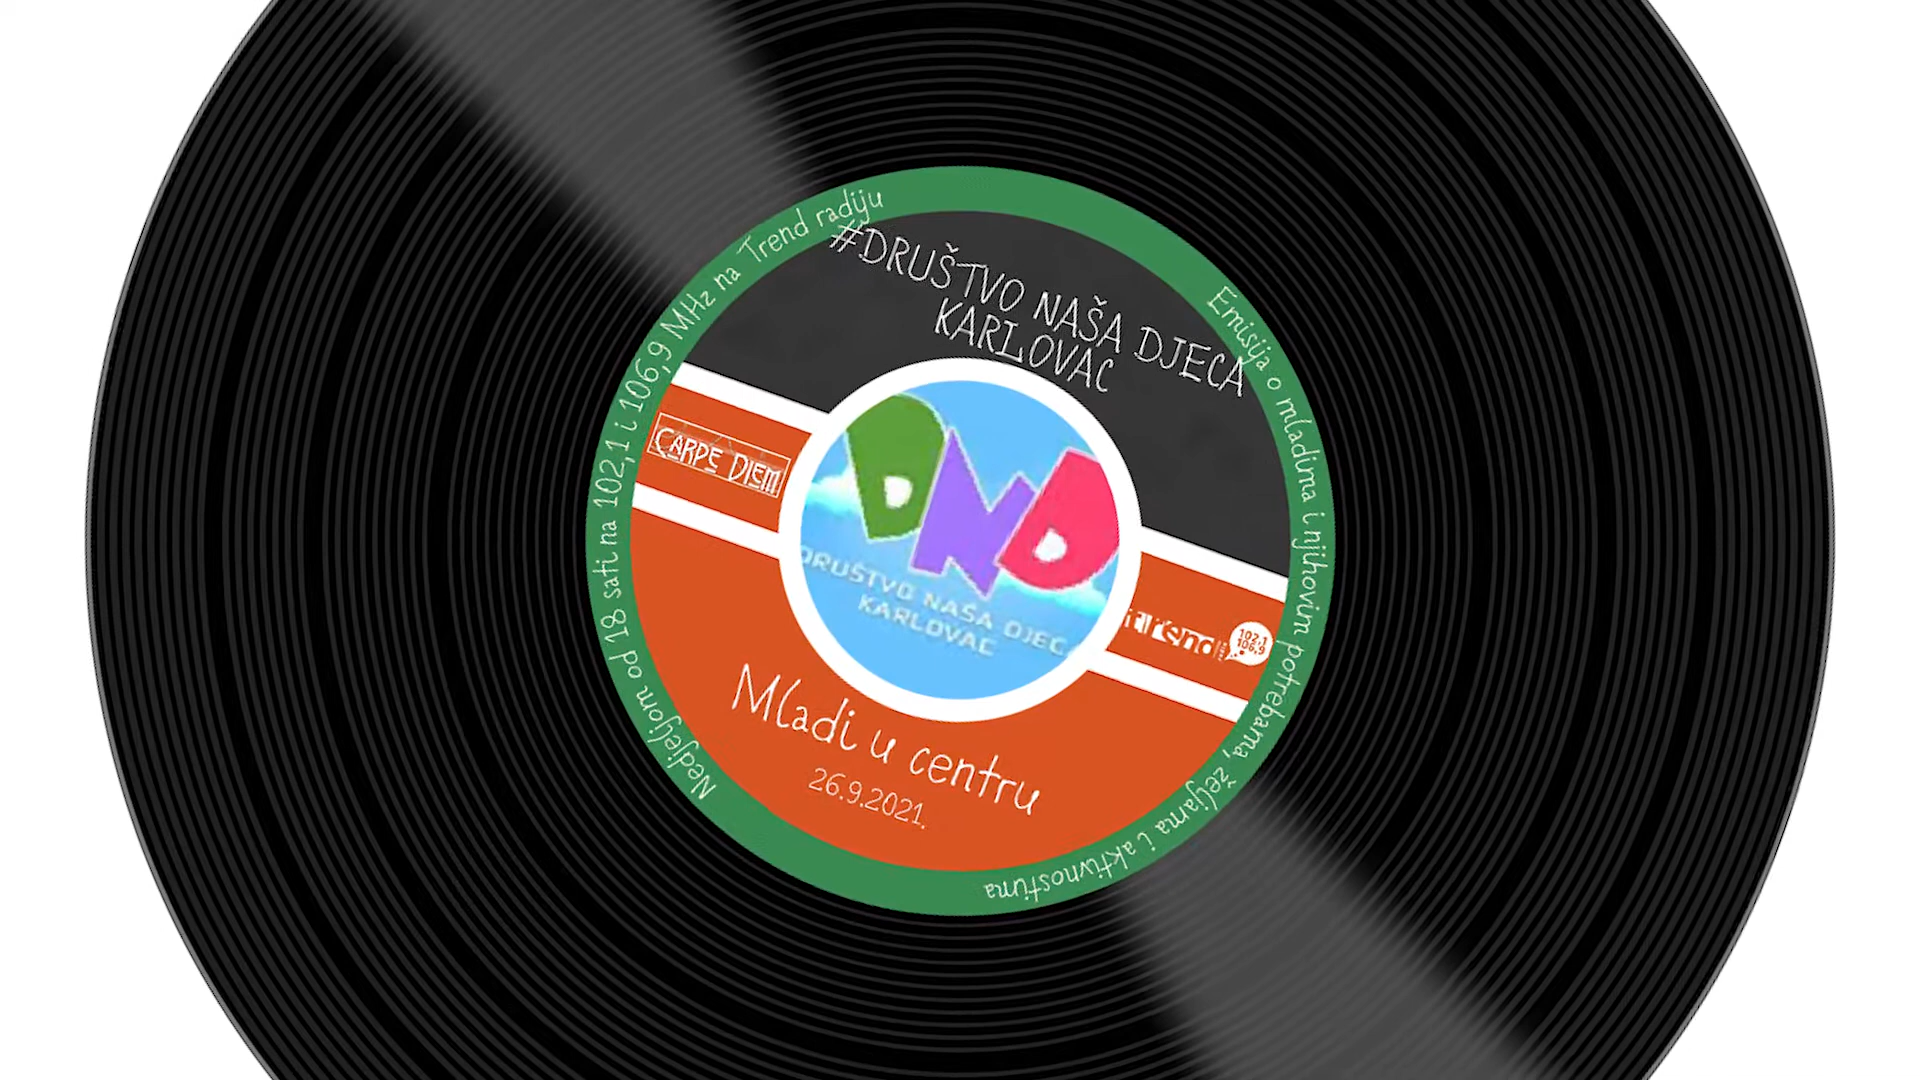 Nedjeljom od 18 sati na 102,1 i 106,9 MHz na Trend radiju
Emisija o mladima i njihovim potrebama, željama i aktivnostima
#DRUŠTVO NAŠA DJECA
KARLOVAC
CARPE DIEM
DND
DRUŠTVO NAŠA DJEC
KARLOVAC
trend
102,1
106,9
Mladi u centru
26.9.2021.